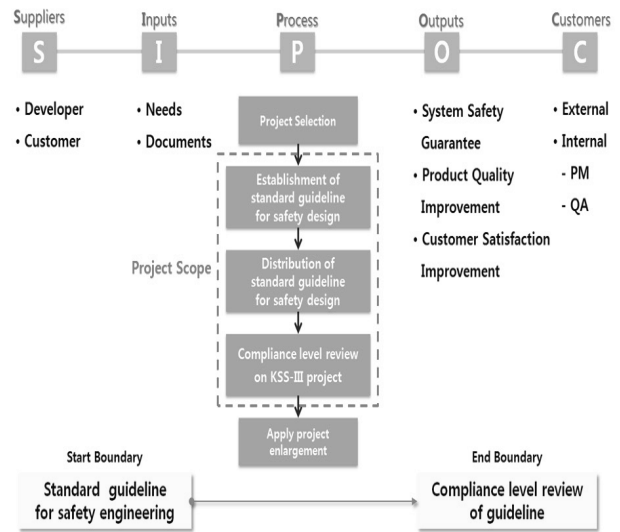 Suppliers
Inputs
Process
Outputs
Customers
S
I
P
O
C
• Developer
• Customer
• Needs
• Documents
Project Selection
Establishment of
standard guideline
for safety design
Distribution of
standard guideline
for safety design
Compliance level review
on KSS-III project
Apply project
enlargement
Project Scope
• System Safety
Guarantee
• Product Quality
Improvement
• Customer Satisfaction
Improvement
• External
• Internal
- PM
- QA
Start Boundary
Standard guideline
for safety engineering
End Boundary
Compliance level review
of guideline